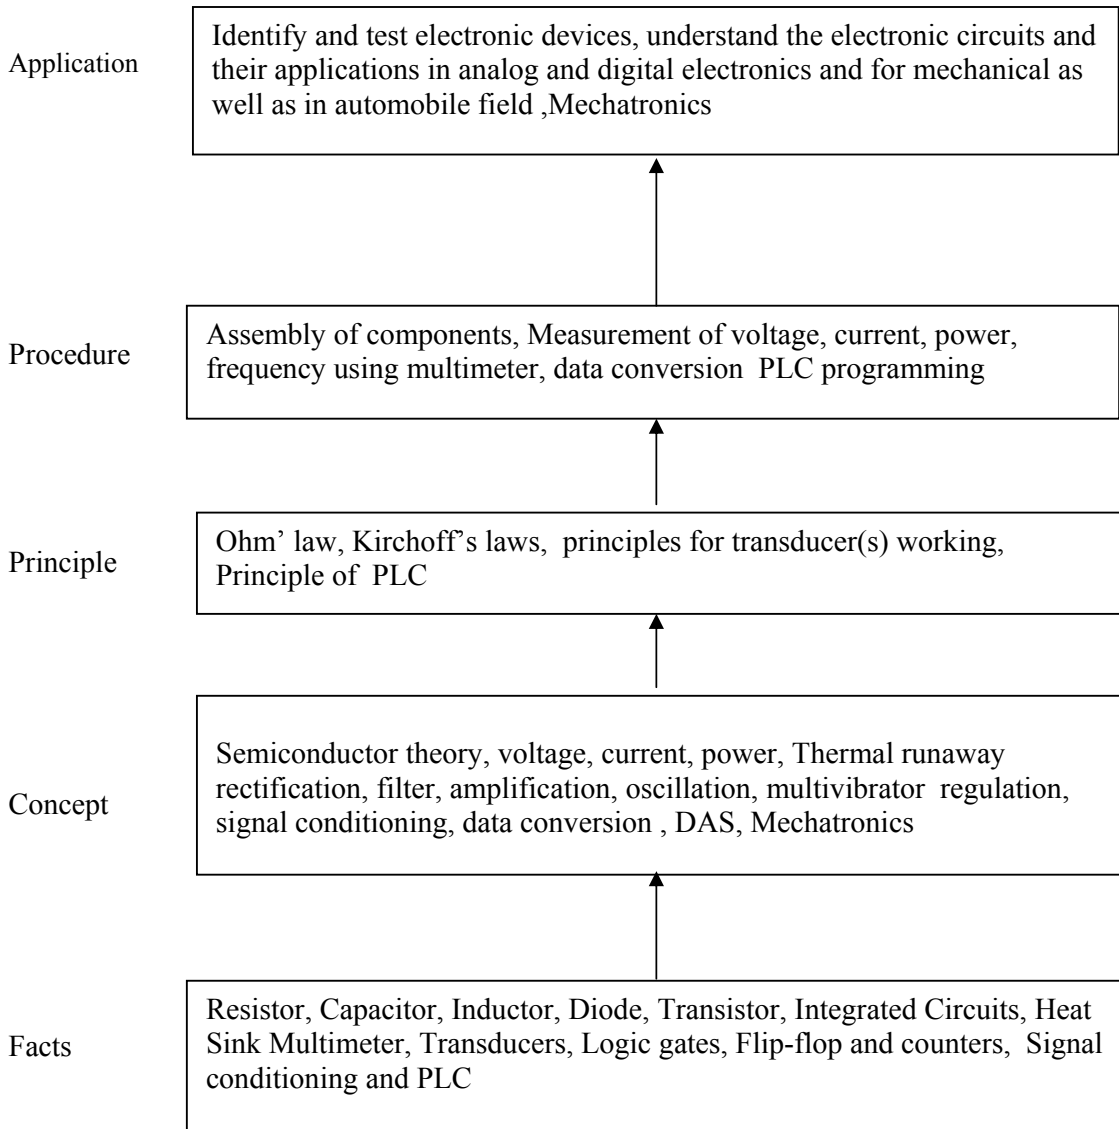 Application
Identify and test electronic devices, understand the electronic circuits and
their applications in analog and digital electronics and for mechanical as
well as in automobile field ,Mechatronics
Procedure
Assembly of components, Measurement of voltage, current, power,
frequency using multimeter, data conversion  PLC programming
Principle
Ohm’ law, Kirchoff’s laws,  principles for transducer(s) working,
Principle of  PLC
Concept
Semiconductor theory, voltage, current, power, Thermal runaway
rectification, filter, amplification, oscillation, multivibrator  regulation,
signal conditioning, data conversion , DAS, Mechatronics
Facts
Resistor, Capacitor, Inductor, Diode, Transistor, Integrated Circuits, Heat
Sink Multimeter, Transducers, Logic gates, Flip-flop and counters,  Signal
conditioning and PLC